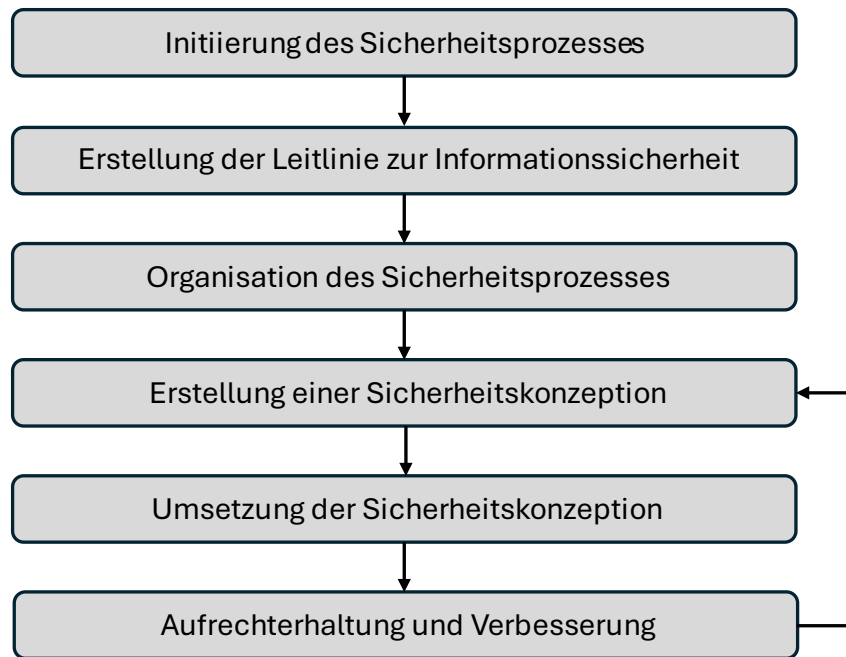 Initiierung des Sicherheitsprozesses
Erstellung der Leitlinie zur Informationssicherheit
Organisation des Sicherheitsprozesses
Erstellung einer Sicherheitskonzeption
Umsetzung der Sicherheitskonzeption
Aufrechterhaltung und Verbesserung